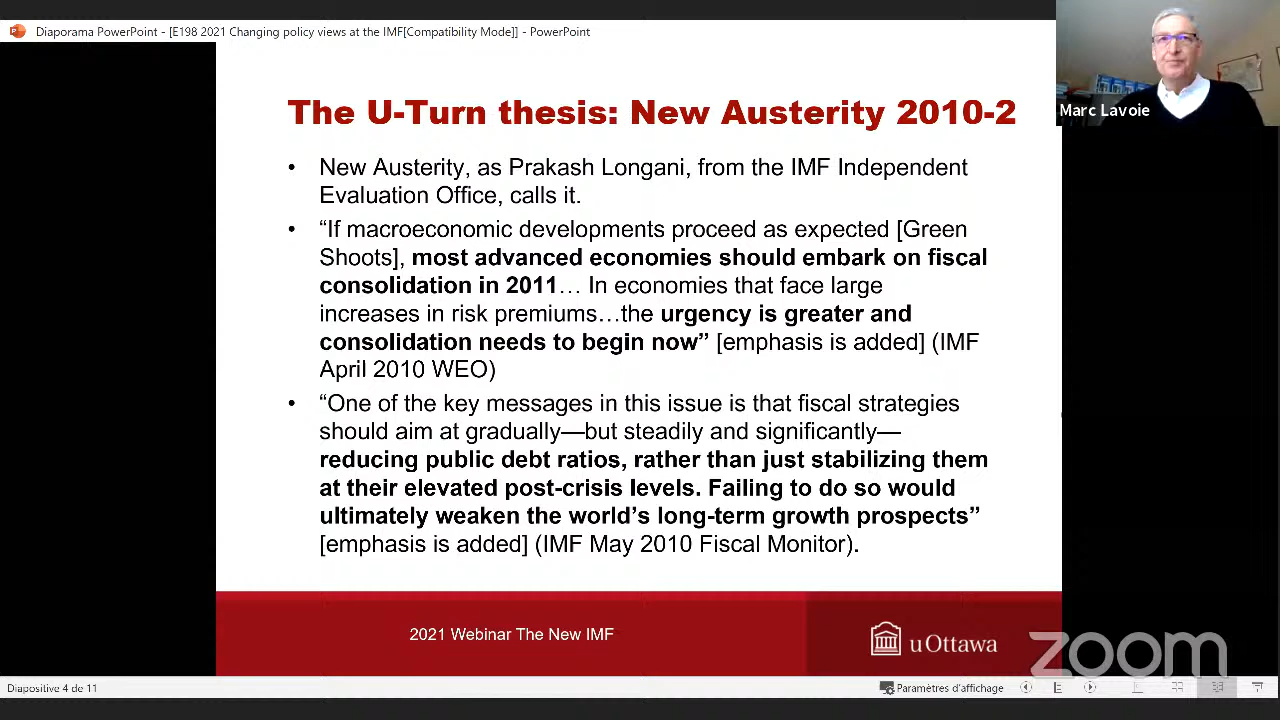 Diaporama PowerPoint - [E198 2021 Changing policy views at the IMF[Compatibility Mode]] - PowerPoint
Marc Lavoie
The U-Turn thesis: New Austerity 2010-2
• New Austerity, as Prakash Longani, from the IMF Independent
Evaluation Office, calls it.
• “If macroeconomic developments proceed as expected [Green
Shoots], most advanced economies should embark on fiscal
consolidation in 2011… In economies that face large
increases in risk premiums…the urgency is greater and
consolidation needs to begin now” [emphasis is added] (IMF
April 2010 WEO)
• “One of the key messages in this issue is that fiscal strategies
should aim at gradually—but steadily and significantly—
reducing public debt ratios, rather than just stabilizing them
at their elevated post-crisis levels. Failing to do so would
ultimately weaken the world’s long-term growth prospects”
[emphasis is added] (IMF May 2010 Fiscal Monitor).
2021 Webinar The New IMF
uOttawa
zoom
Diapositive 4 de 11
Paramètres d’affichage